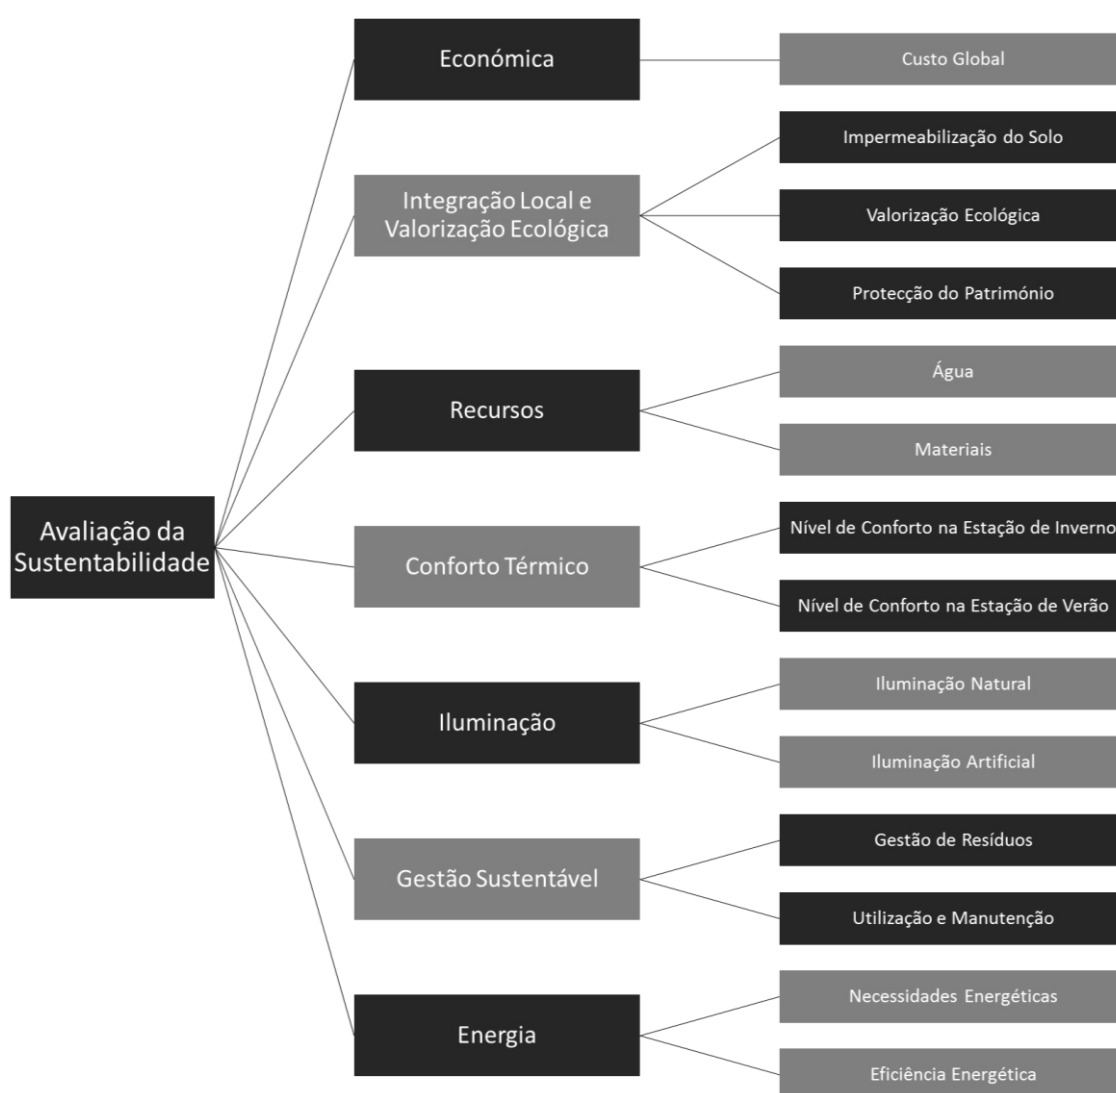 Avaliação da
Sustentabilidade
Económica
Custo Global
Integração Local e
Valorização Ecológica
Impermeabilização do Solo
Valorização Ecológica
Protecção do Património
Recursos
Água
Materiais
Conforto Térmico
Nível de Conforto na Estação de Inverno
Nível de Conforto na Estação de Verão
Iluminação
Iluminação Natural
Iluminação Artificial
Gestão Sustentável
Gestão de Resíduos
Utilização e Manutenção
Energia
Necessidades Energéticas
Eficiência Energética